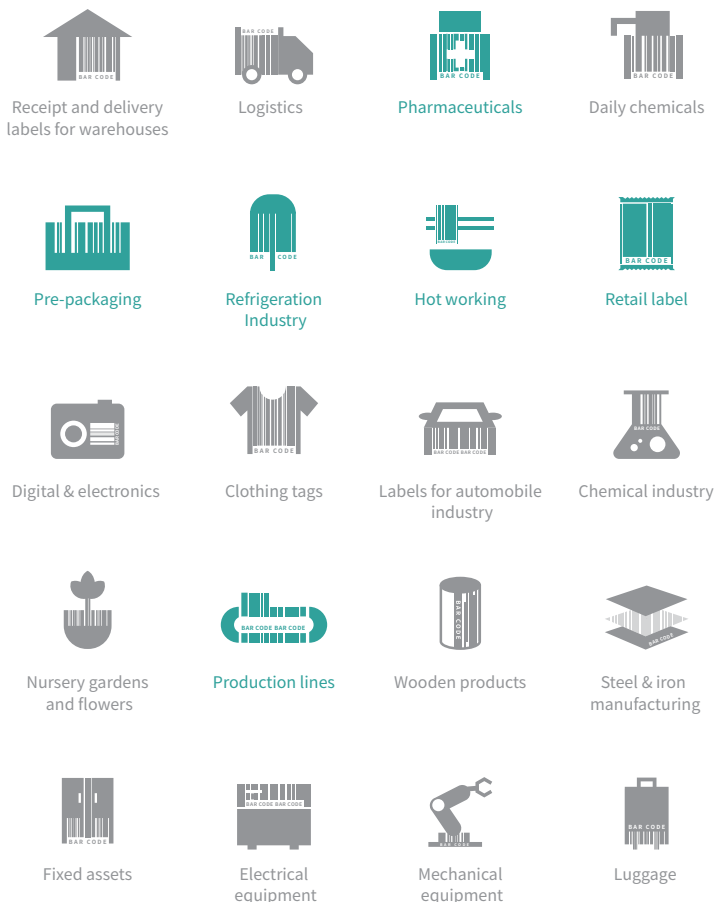 BAR CODE
BAR CODE
BAR CODE
BAR CODE
Receipt and delivery
labels for warehouses
Logistics
Pharmaceuticals
Daily chemicals
BAR CODE
BAR CODE
BAR CODE
Pre-packaging
Refrigeration
Industry
Hot working
Retail label
BAR CODE
BAR CODE
BAR CODE BAR CODE
BAR CODE
Digital & electronics
Clothing tags
Labels for automobile
industry
Chemical industry
BAR CODE BAR CODE
BAR CODE
BAR CODE
Nursery gardens
and flowers
Production lines
Wooden products
Steel & iron
manufacturing
BAR CODE
BAR CODE BAR CODE
BAR CODE
BAR CODE
Fixed assets
Electrical
equipment
Mechanical
equipment
Luggage